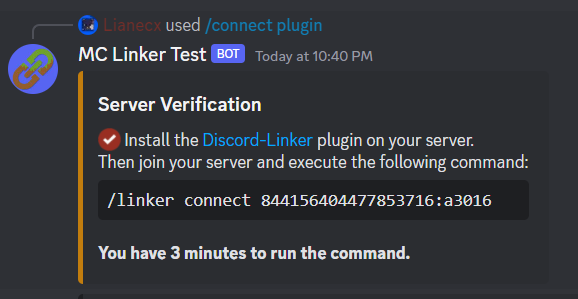 Lianecx used /connect plugin
MC Linker Test BOT Today at 10:40 PM
Server Verification
Install the Discord-Linker plugin on your server.
Then join your server and execute the following command:
/linker connect 844156404477853716:a3016
You have 3 minutes to run the command.